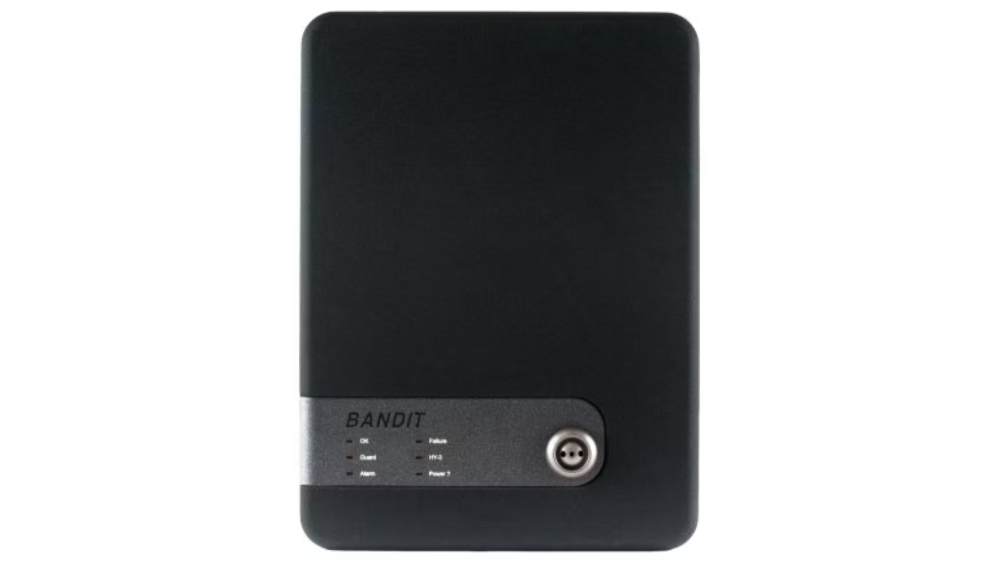 BANDIT
OK Failure
Guard HY-3
Alarm Power ?